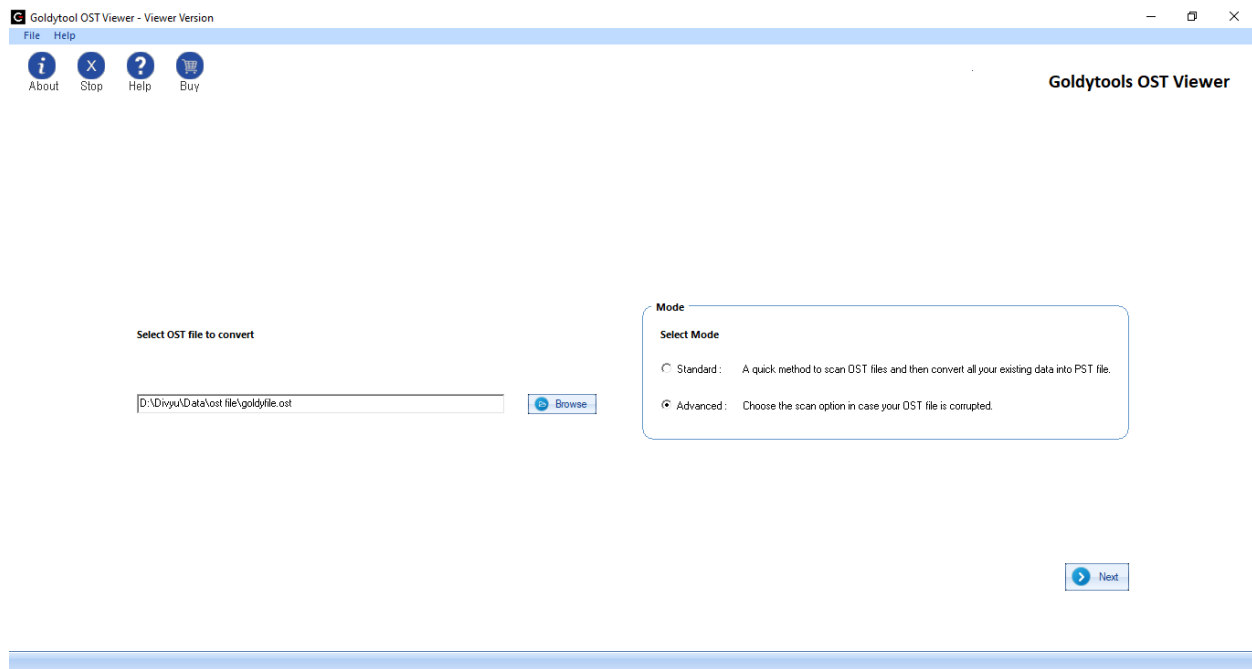 Goldytool OST Viewer - Viewer Version
File Help
About Stop Help Buy
Goldytools OST Viewer
Select OST file to convert
D:\Divyu\Data\ost file\goldyfile.ost
Browse
Mode
Select Mode
Standard : A quick method to scan OST files and then convert all your existing data into PST file.
Advanced : Choose the scan option in case your OST file is corrupted.
Next